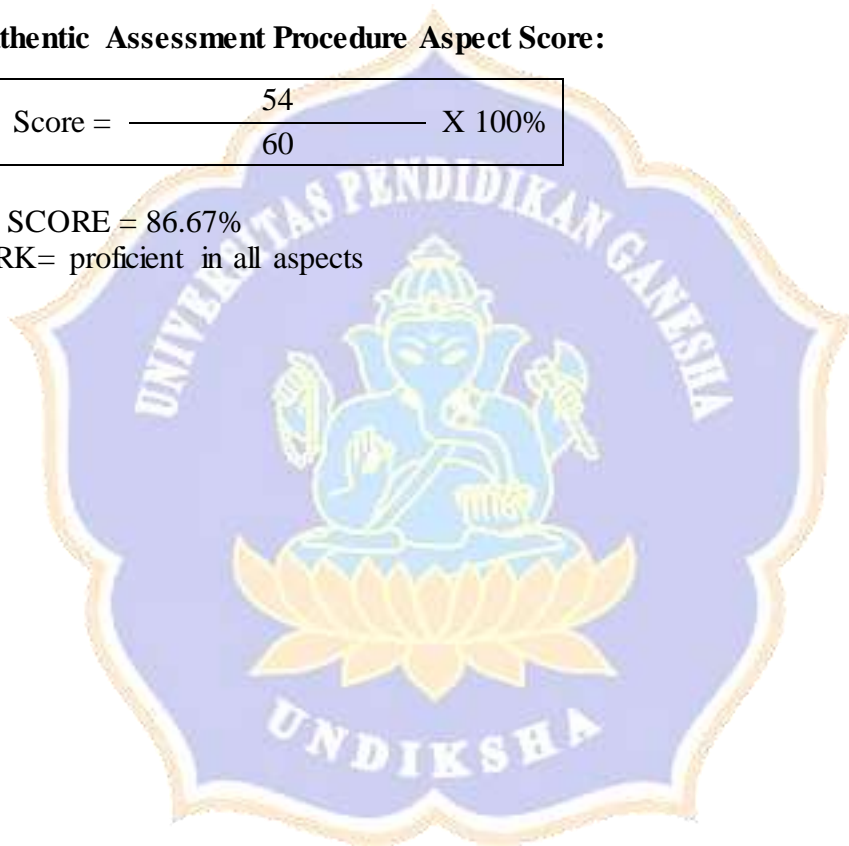 thentic Assessment Procedure Aspect Score:
Score = 54 / 60 X 100%
SCORE = 86.67%
RK= proficient in all aspects
UNIVERSITAS PENDIDIKAN GANESHA
UNDIKSHA